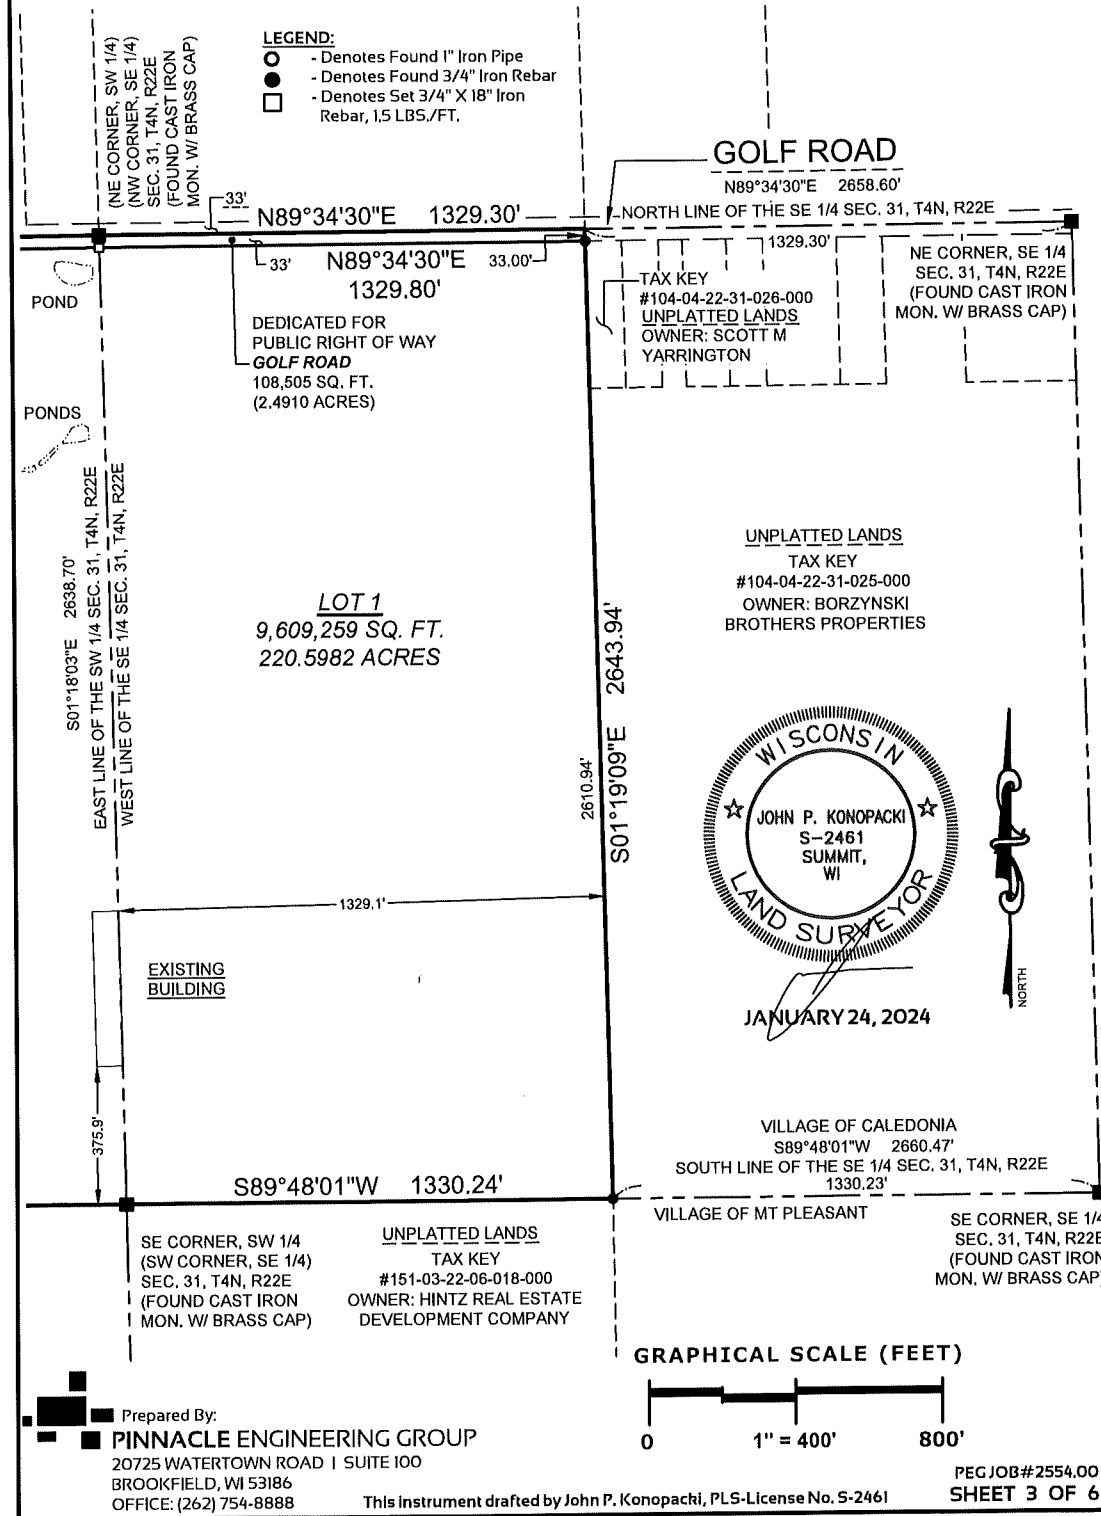 LEGEND:
- Denotes Found 1" Iron Pipe
- Denotes Found 3/4" Iron Rebar
- Denotes Set 3/4" X 18" Iron
Rebar, 1.5 LBS./FT.
(NE CORNER, SW 1/4)
(NW CORNER, SE 1/4)
SEC. 31, T4N, R22E
(FOUND CAST IRON
MON. W/ BRASS CAP)
GOLF ROAD
N89°34'30"E 2658.60'
NORTH LINE OF THE SE 1/4 SEC. 31, T4N, R22E
33'
N89°34'30"E 1329.30'
33'
N89°34'30"E
1329.80'
33.00'
1329.30'
NE CORNER, SE 1/4
SEC. 31, T4N, R22E
(FOUND CAST IRON
MON. W/ BRASS CAP)
TAX KEY
#104-04-22-31-026-000
UNPLATTED LANDS
OWNER: SCOTT M
YARRINGTON
POND
DEDICATED FOR
PUBLIC RIGHT OF WAY
GOLF ROAD
108,505 SQ. FT.
(2.4910 ACRES)
PONDS
S01°18'03"E 2638.70'
EAST LINE OF THE SW 1/4 SEC. 31, T4N, R22E
WEST LINE OF THE SE 1/4 SEC. 31, T4N, R22E
LOT 1
9,609,259 SQ. FT.
220.5982 ACRES
2610.94'
S01°19'09"E 2643.94'
UNPLATTED LANDS
TAX KEY
#104-04-22-31-025-000
OWNER: BORZYNSKI
BROTHERS PROPERTIES
WISCONSIN
JOHN P. KONOPACKI
S-2461
SUMMIT,
WI
LAND SURVEYOR
JANUARY 24, 2024
NORTH
1329.1'
EXISTING
BUILDING
375.9'
VILLAGE OF CALEDONIA
S89°48'01"W 2660.47'
SOUTH LINE OF THE SE 1/4 SEC. 31, T4N, R22E
1330.23'
S89°48'01"W 1330.24'
VILLAGE OF MT PLEASANT
SE CORNER, SW 1/4
(SW CORNER, SE 1/4)
SEC. 31, T4N, R22E
(FOUND CAST IRON
MON. W/ BRASS CAP)
UNPLATTED LANDS
TAX KEY
#151-03-22-06-018-000
OWNER: HINTZ REAL ESTATE
DEVELOPMENT COMPANY
SE CORNER, SE 1/4
SEC. 31, T4N, R22E
(FOUND CAST IRON
MON. W/ BRASS CAP)
GRAPHICAL SCALE (FEET)
0 1" = 400' 800'
Prepared By:
PINNACLE ENGINEERING GROUP
20725 WATERTOWN ROAD | SUITE 100
BROOKFIELD, WI 53186
OFFICE: (262) 754-8888
This instrument drafted by John P. Konopacki, PLS-License No. S-2461
PEG JOB#2554.00
SHEET 3 OF 6